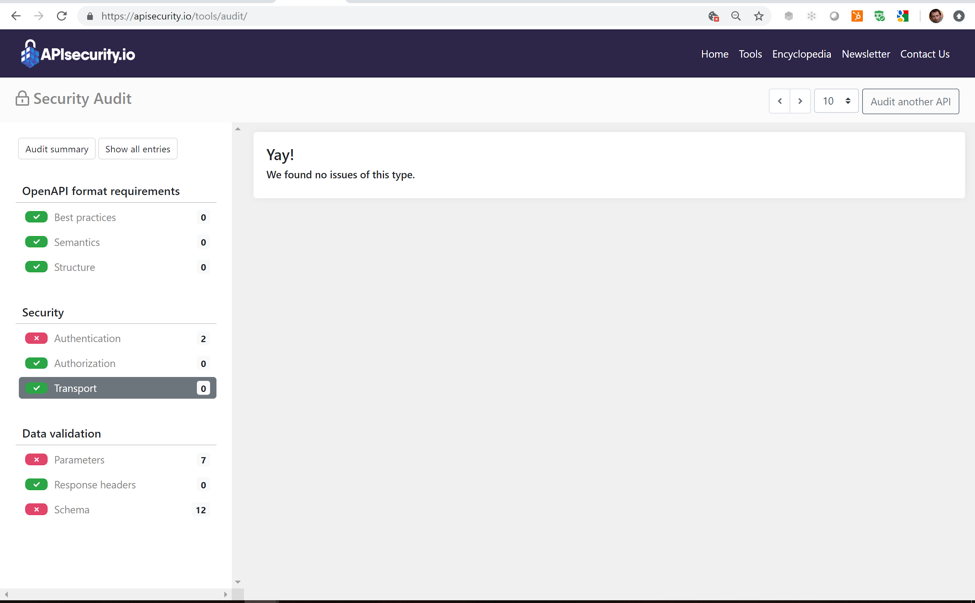 https://apisecurity.io/tools/audit/
APIsecurity.io
Home Tools Encyclopedia Newsletter Contact Us
Security Audit
10
Audit another API
Audit summary
Show all entries
OpenAPI format requirements
Best practices 0
Semantics 0
Structure 0
Security
Authentication 2
Authorization 0
Transport 0
Data validation
Parameters 7
Response headers 0
Schema 12
Yay!
We found no issues of this type.